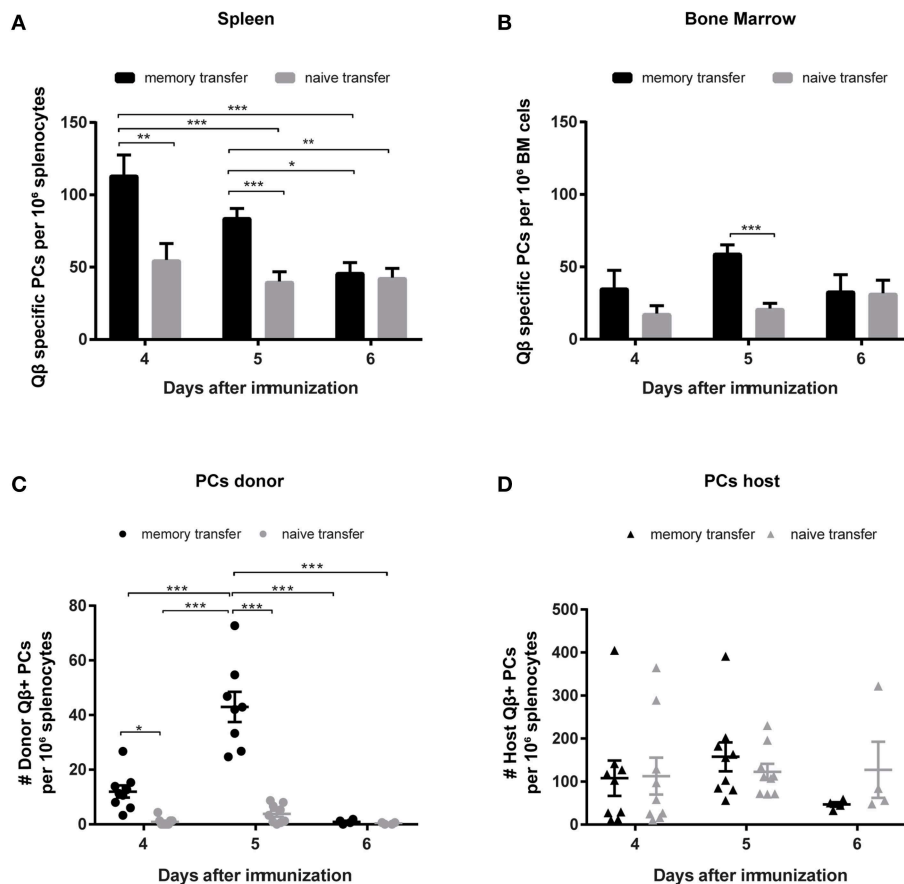 A
Spleen
memory transfer
naive transfer
Qβ specific PCs per 10⁶ splenocytes
150
100
50
0
***
***
**
**
*
***
4
5
6
Days after immunization
B
Bone Marrow
memory transfer
naive transfer
Qβ specific PCs per 10⁶ BM cels
150
100
50
0
***
4
5
6
Days after immunization
C
PCs donor
memory transfer
naive transfer
# Donor Qβ+ PCs
per 10⁶ splenocytes
80
60
40
20
0
***
***
***
***
***
*
4
5
6
Days after immunization
D
PCs host
memory transfer
naive transfer
# Host Qβ+ PCs
per 10⁶ splenocytes
500
400
300
200
100
0
4
5
6
Days after immunization